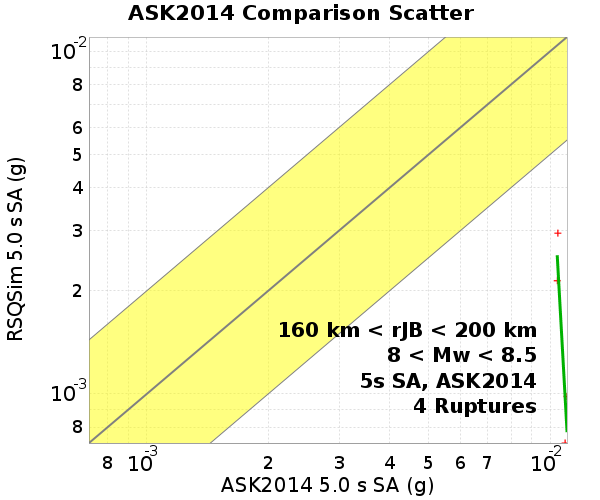 ASK2014 Comparison Scatter
RSQSim 5.0 s SA (g)
10-2
8
6
5
4
3
2
10-3
8
160 km < rJB < 200 km
8 < Mw < 8.5
5s SA, ASK2014
4 Ruptures
8 10-3 2 3 4 5 6 7 10-2
ASK2014 5.0 s SA (g)